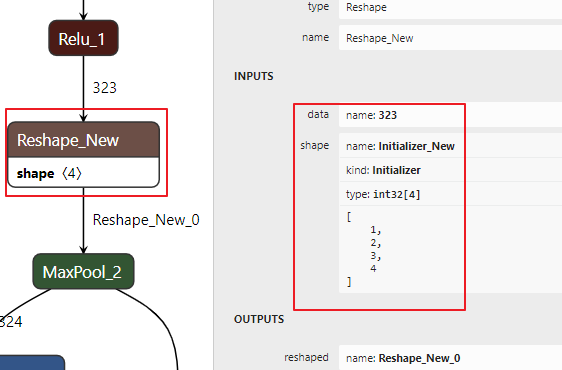 Relu_1
323
Reshape_New
shape 〈4〉
Reshape_New_0
MaxPool_2
324
type Reshape
name Reshape_New
INPUTS
data name: 323
shape name: Initializer_New
kind: Initializer
type: int32[4]
[
1,
2,
3,
4
]
OUTPUTS
reshaped name: Reshape_New_0